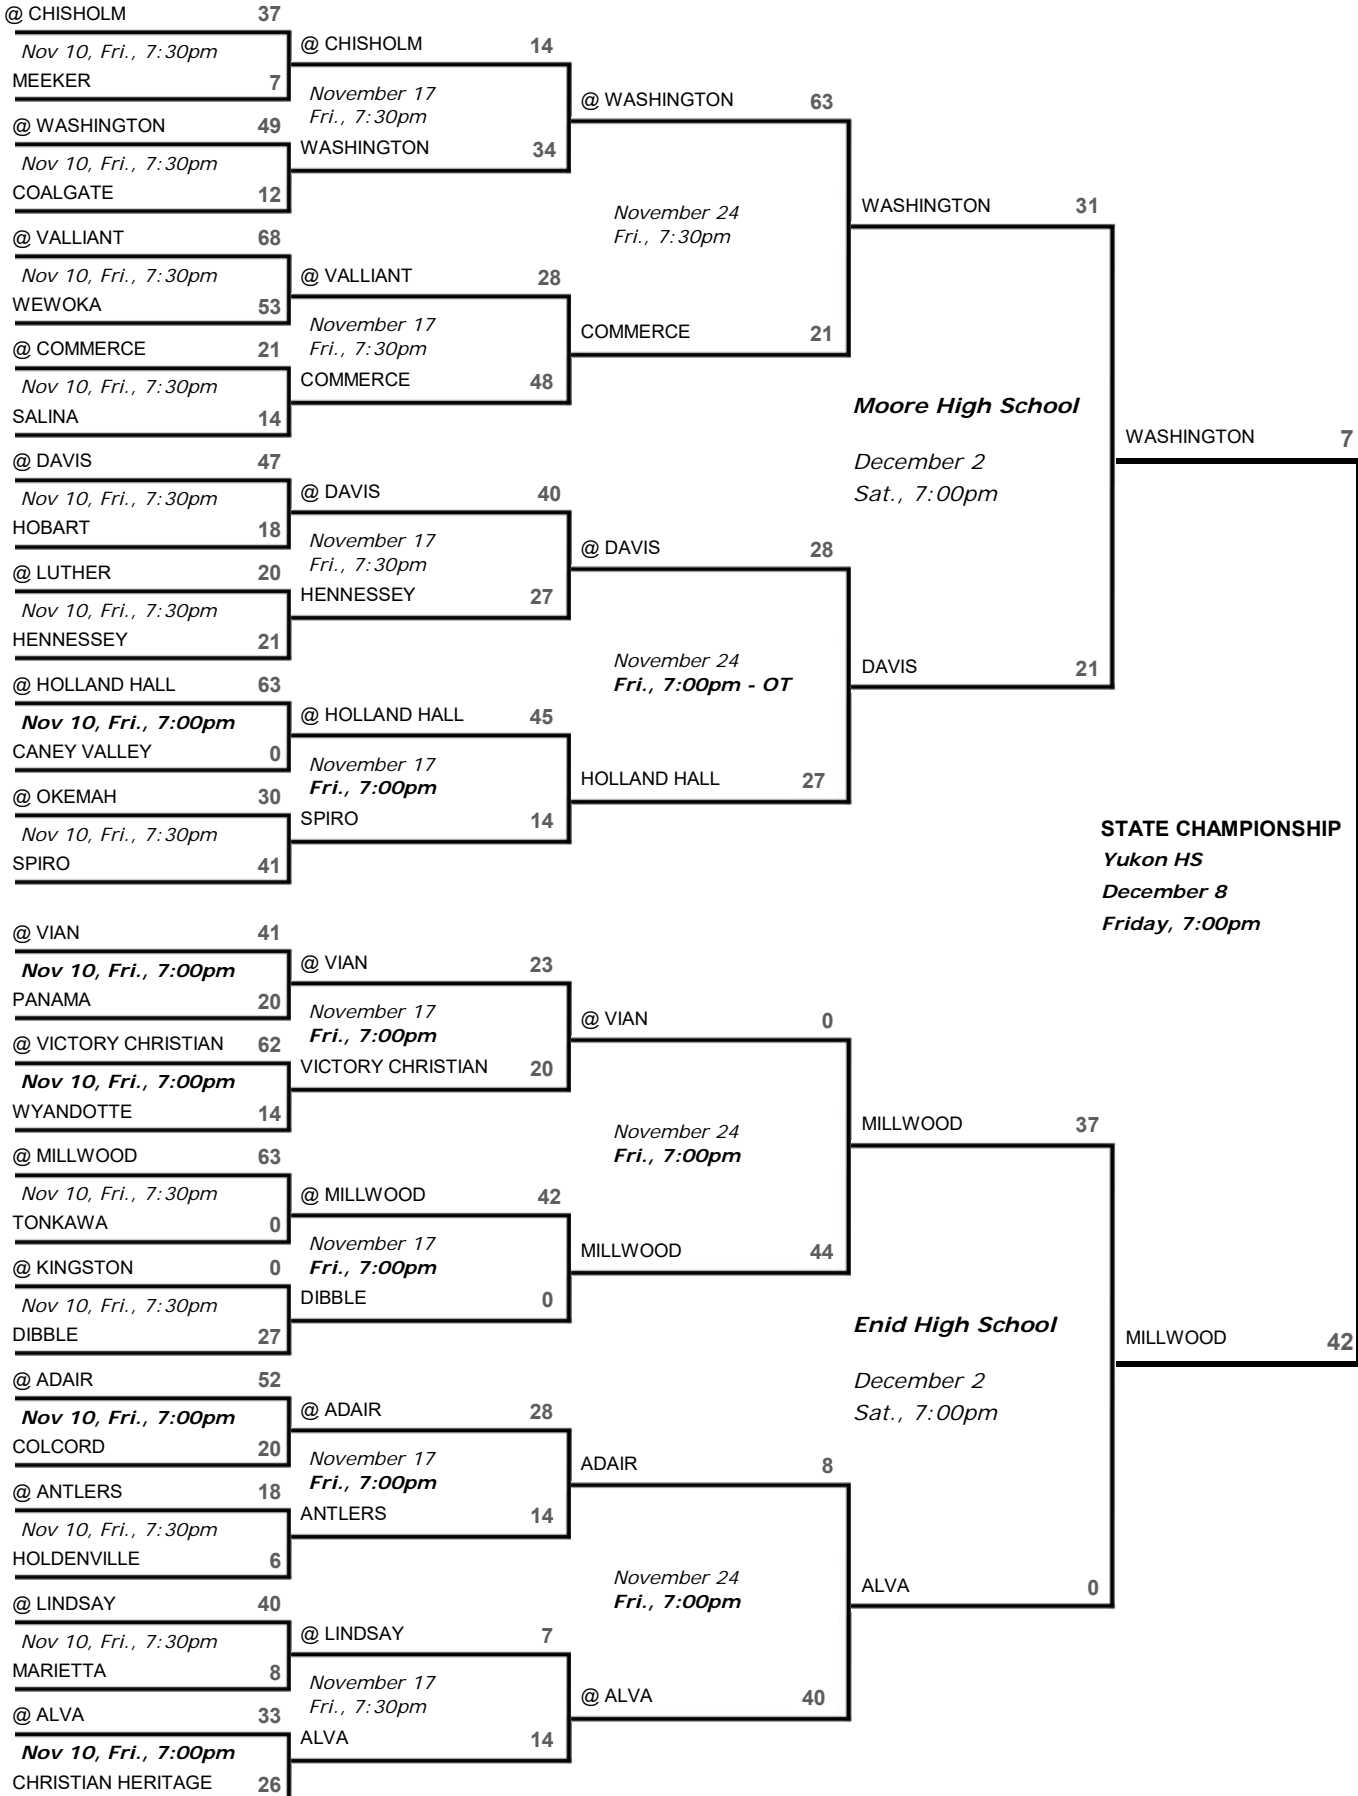 @ CHISHOLM 37
Nov 10, Fri., 7:30pm
MEEKER 7
@ WASHINGTON 49
Nov 10, Fri., 7:30pm
COALGATE 12
@ VALLIANT 68
Nov 10, Fri., 7:30pm
WEWOKA 53
@ COMMERCE 21
Nov 10, Fri., 7:30pm
SALINA 14
@ DAVIS 47
Nov 10, Fri., 7:30pm
HOBART 18
@ LUTHER 20
Nov 10, Fri., 7:30pm
HENNESSEY 21
@ HOLLAND HALL 63
Nov 10, Fri., 7:00pm
CANEY VALLEY 0
@ OKEMAH 30
Nov 10, Fri., 7:30pm
SPIRO 41
@ VIAN 41
Nov 10, Fri., 7:00pm
PANAMA 20
@ VICTORY CHRISTIAN 62
Nov 10, Fri., 7:00pm
WYANDOTTE 14
@ MILLWOOD 63
Nov 10, Fri., 7:30pm
TONKAWA 0
@ KINGSTON 0
Nov 10, Fri., 7:30pm
DIBBLE 27
@ ADAIR 52
Nov 10, Fri., 7:00pm
COLCORD 20
@ ANTLERS 18
Nov 10, Fri., 7:30pm
HOLDENVILLE 6
@ LINDSAY 40
Nov 10, Fri., 7:30pm
MARIETTA 8
@ ALVA 33
Nov 10, Fri., 7:00pm
CHRISTIAN HERITAGE 26
@ CHISHOLM 14
November 17
Fri., 7:30pm
WASHINGTON 34
@ VALLIANT 28
November 17
Fri., 7:30pm
COMMERCE 48
@ DAVIS 40
November 17
Fri., 7:30pm
HENNESSEY 27
@ HOLLAND HALL 45
November 17
Fri., 7:00pm
SPIRO 14
@ VIAN 23
November 17
Fri., 7:00pm
VICTORY CHRISTIAN 20
@ MILLWOOD 42
November 17
Fri., 7:00pm
DIBBLE 0
@ ADAIR 28
November 17
Fri., 7:00pm
ANTLERS 14
@ LINDSAY 7
November 17
Fri., 7:30pm
ALVA 14
@ WASHINGTON 63
November 24
Fri., 7:30pm
COMMERCE 21
@ DAVIS 28
November 24
Fri., 7:00pm - OT
HOLLAND HALL 27
@ VIAN 0
November 24
Fri., 7:00pm
MILLWOOD 44
ADAIR 8
November 24
Fri., 7:00pm
@ ALVA 40
WASHINGTON 31
Moore High School
December 2
Sat., 7:00pm
DAVIS 21
MILLWOOD 37
Enid High School
December 2
Sat., 7:00pm
ALVA 0
WASHINGTON 7
STATE CHAMPIONSHIP
Yukon HS
December 8
Friday, 7:00pm
MILLWOOD 42